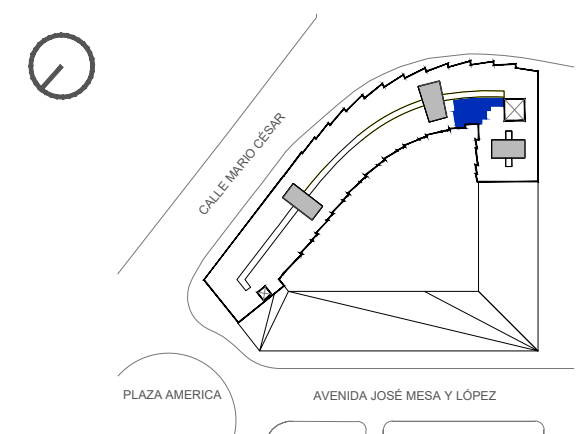 CALLE MARIO CÉSAR
PLAZA AMERICA
AVENIDA JOSÉ MESA Y LÓPEZ